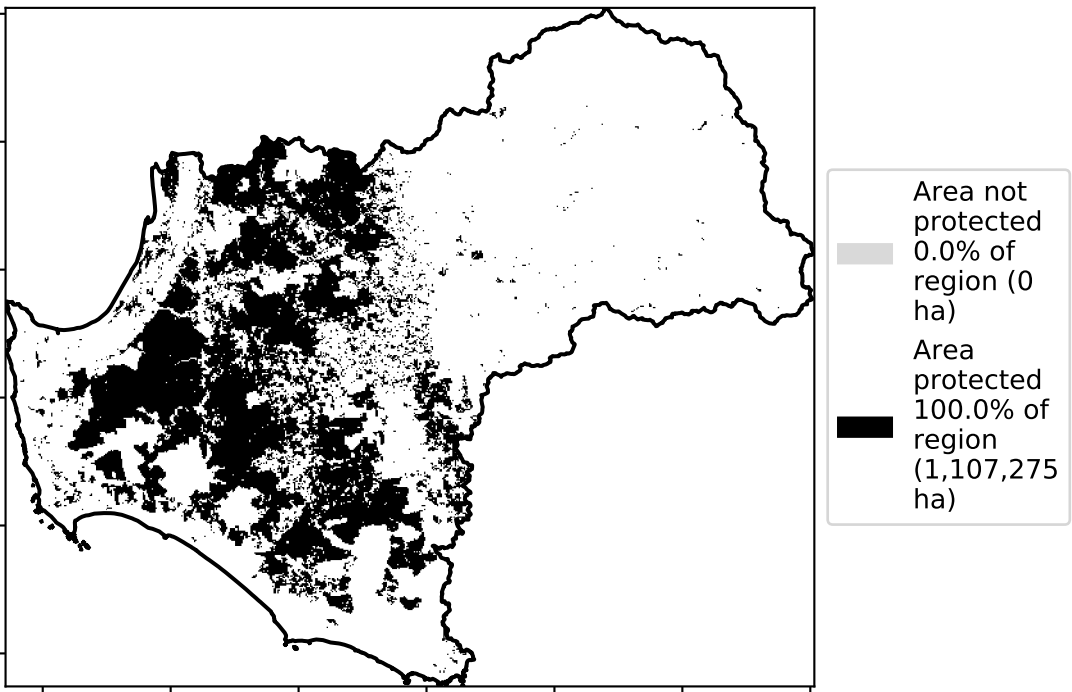 Area not
protected
0.0% of
region (0
ha)
Area
protected
100.0% of
region
(1,107,275
ha)